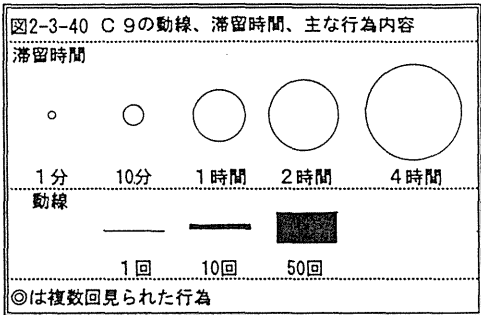 図2-3-40 C9の動線、滞留時間、主な行為内容
滞留時間
1分 10分 1時間 2時間 4時間
動線
1回 10回 50回
◎は複数回見られた行為